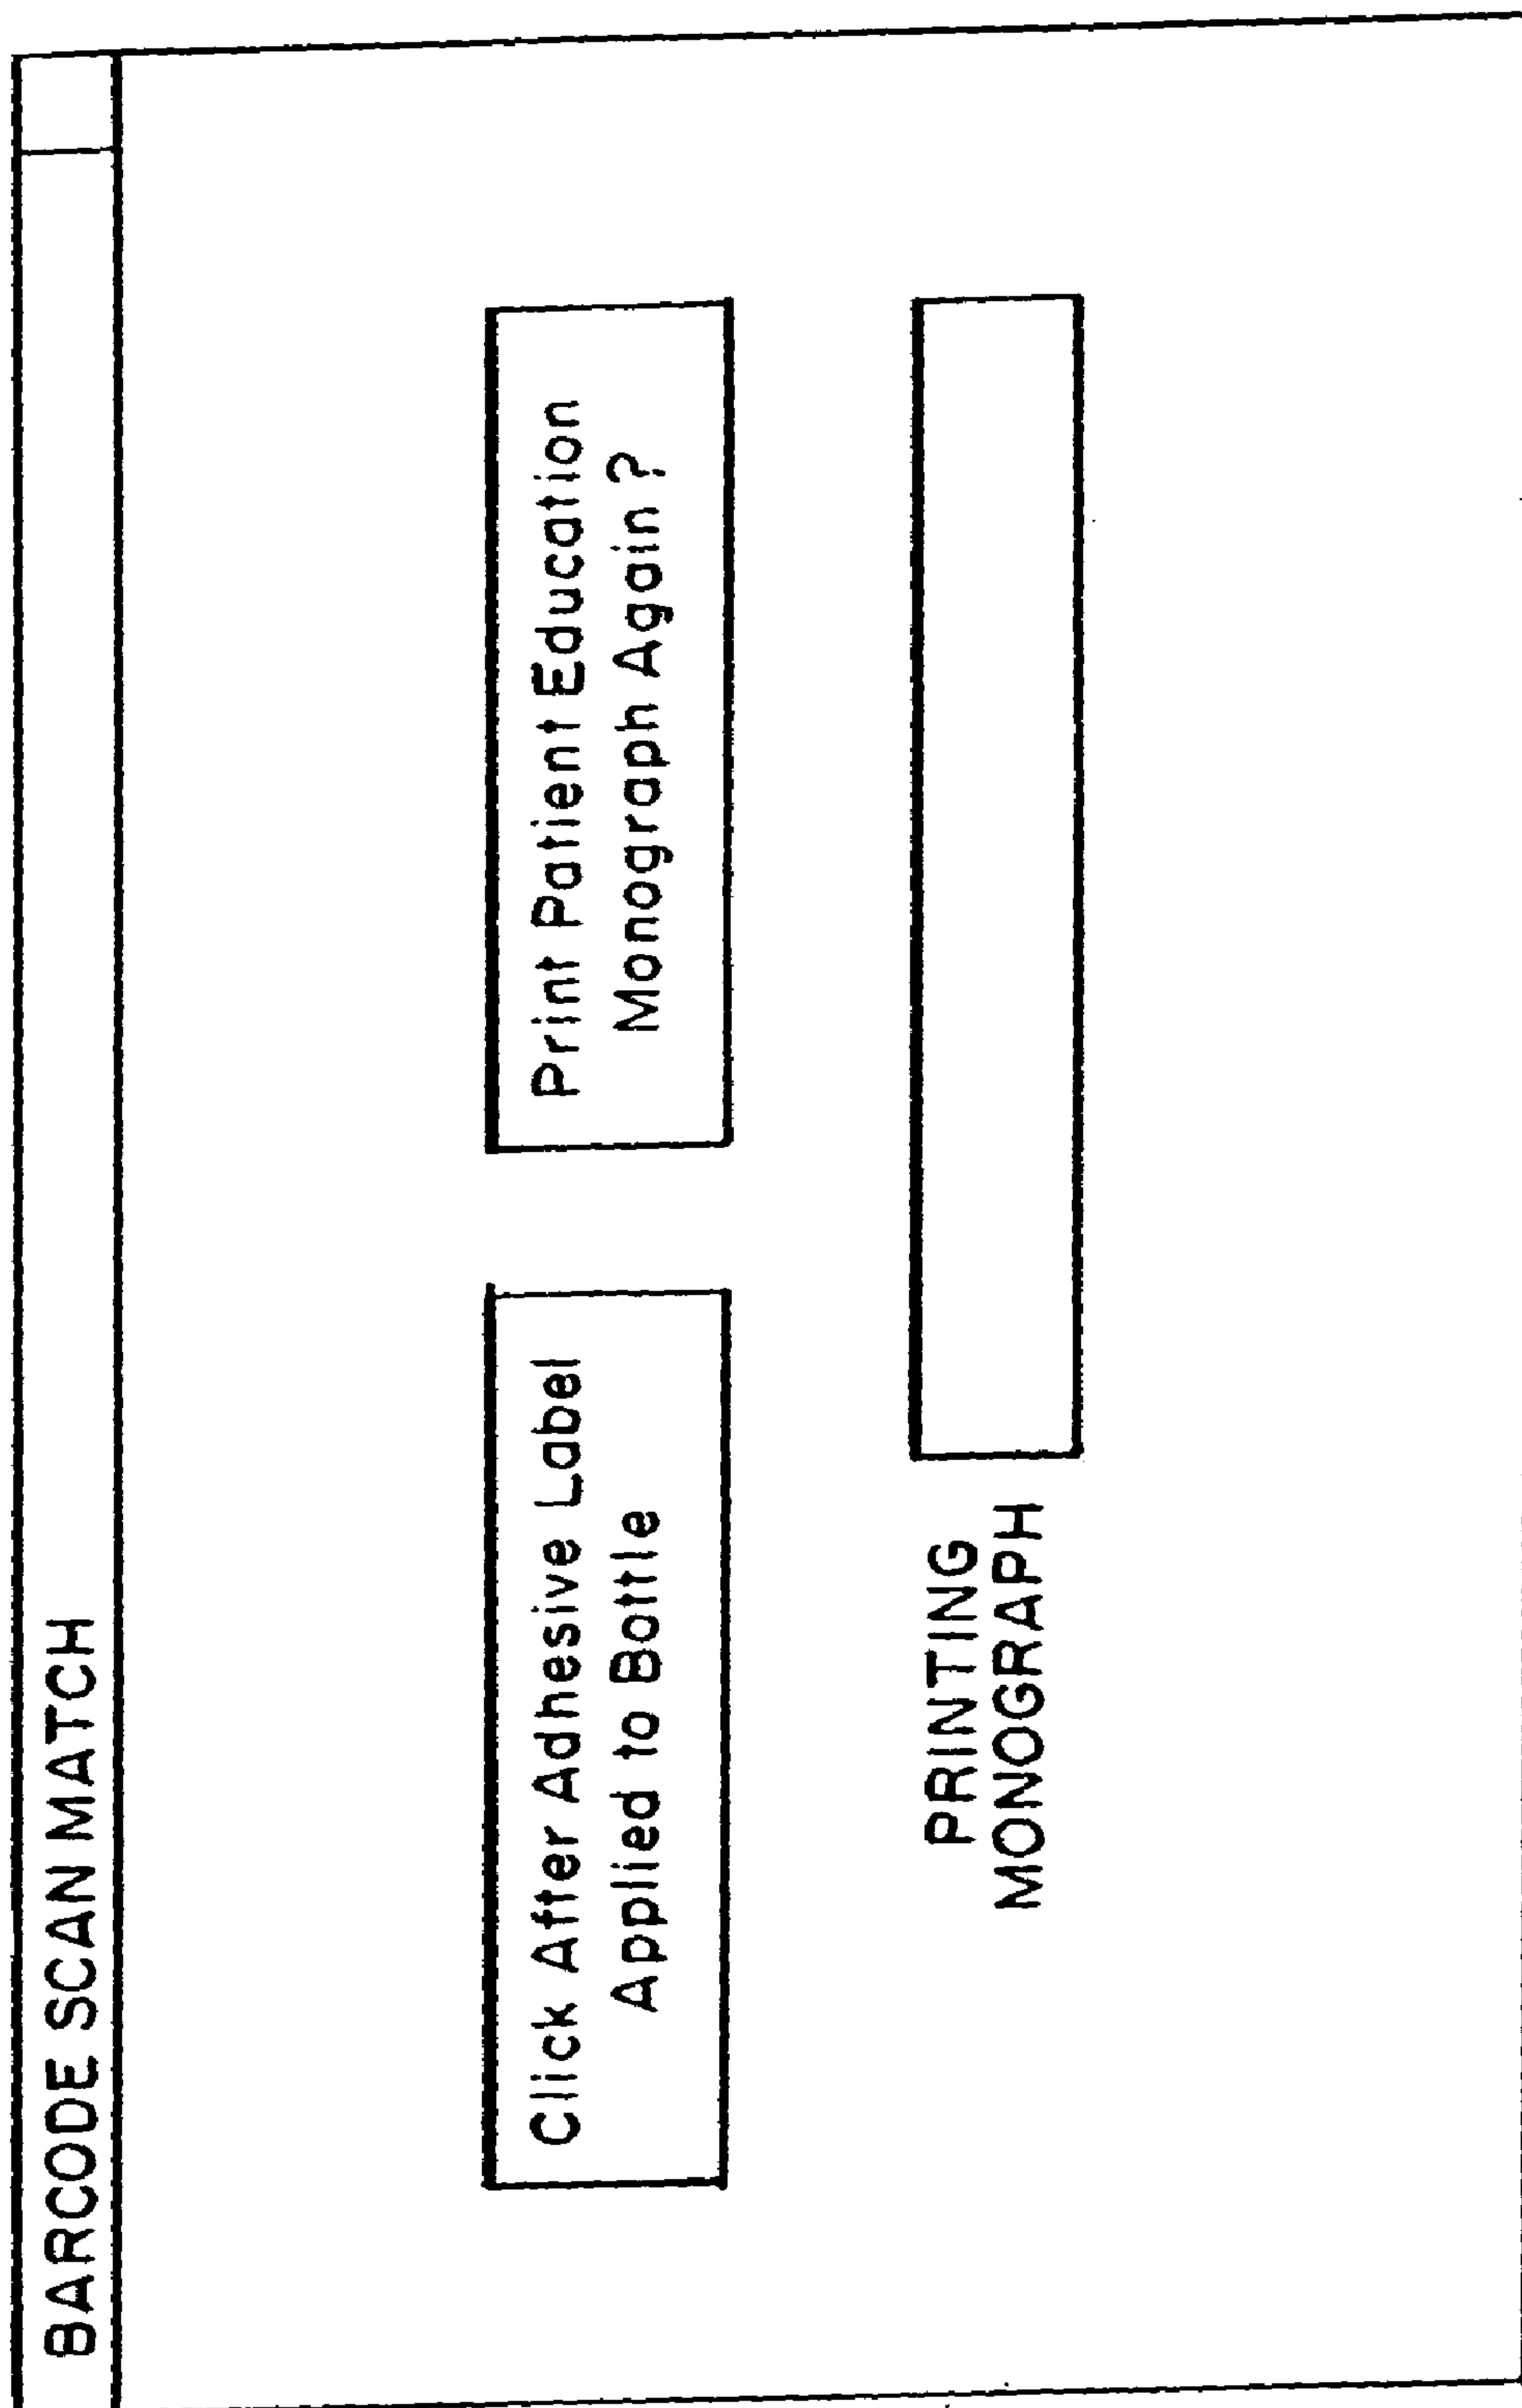 BARCODE SCAN MATCH
Click After Adhesive Label
Applied to Bottle
Print Patient Education
Monograph Again?
PRINTING
MONOGRAPH